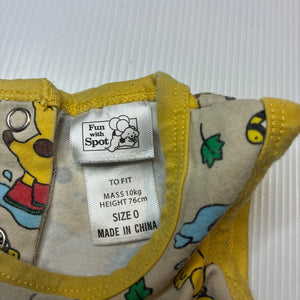 Fun
with
Spot
TO FIT
MASS 10kg
HEIGHT 76cm
SIZE 0
MADE IN CHINA